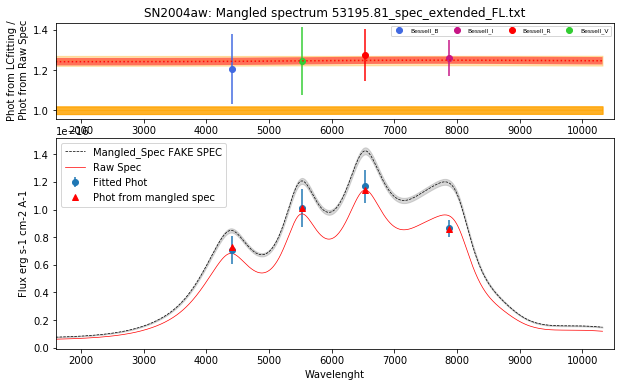 SN2004aw: Mangled spectrum 53195.81_spec_extended_FL.txt
Phot from LCfitting /
Phot from Raw Spec
1.4
1.2
1.0
Bessell_B
Bessell_I
Bessell_R
Bessell_V
2000 3000 4000 5000 6000 7000 8000 9000 10000
Flux erg s-1 cm-2 A-1
1.4
1.2
1.0
0.8
0.6
0.4
0.2
0.0
Mangled_Spec FAKE SPEC
Raw Spec
Fitted Phot
Phot from mangled spec
2000 3000 4000 5000 6000 7000 8000 9000 10000
Wavelenght